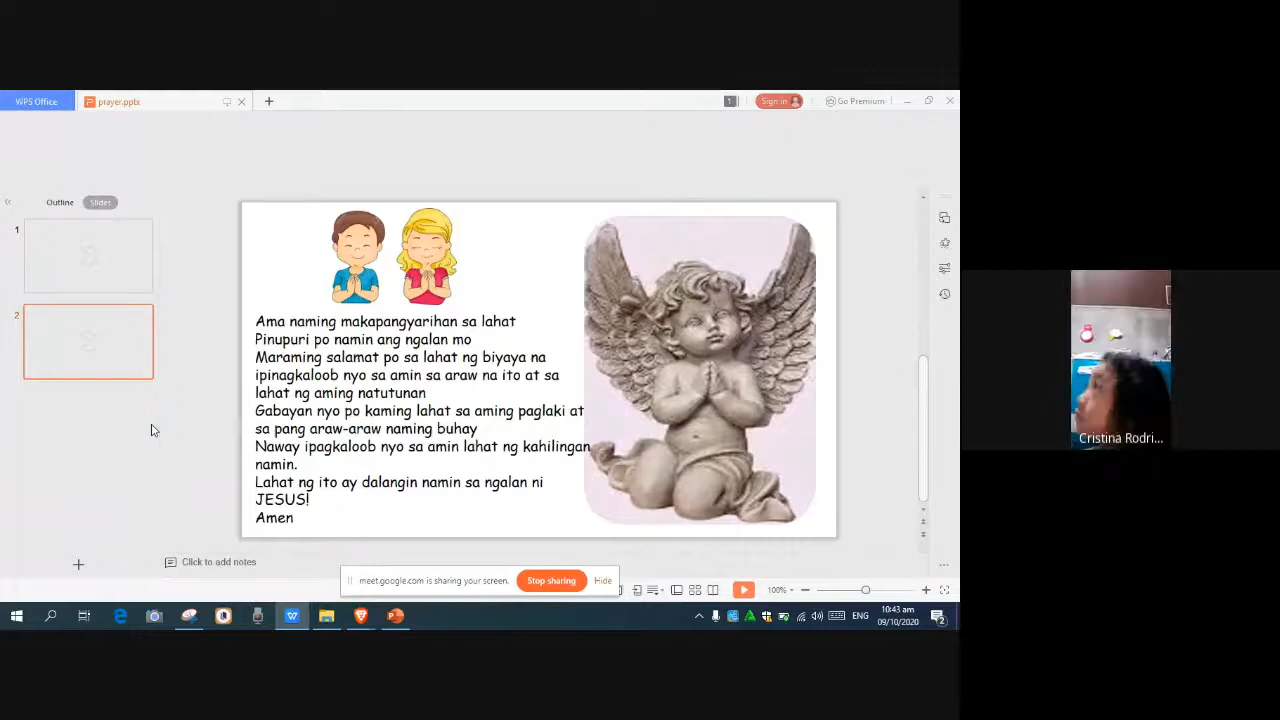 WPS Office
prayer.pptx
1
Sign in
Go Premium
Outline
Slides
1
2
Ama naming makapangyarihan sa lahat
Pinupuri po namin ang ngalan mo
Maraming salamat po sa lahat ng biyaya na
ipinagkaloob nyo sa amin sa araw na ito at sa
lahat ng aming natutunan
Gabayan nyo po kaming lahat sa aming paglaki at
sa pang araw-araw naming buhay
Naway ipagkaloob nyo sa amin lahat ng kahilingan
namin.
Lahat ng ito ay dalangin namin sa ngalan ni
JESUS!
Amen
Cristina Rodri...
Click to add notes
meet.google.com is sharing your screen.
Stop sharing
Hide
100%
ENG
10:43 am
09/10/2020
2